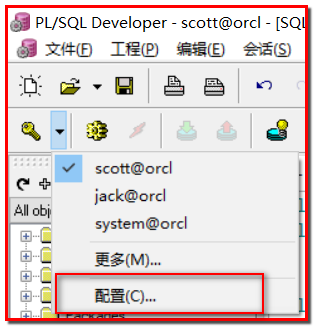 PL/SQL Developer - scott@orcl - [SQL
文件(F) 工程(P) 编辑(E) 会话(S)
scott@orcl
jack@orcl
system@orcl
All obj
更多(M)...
配置(C)...
Packages